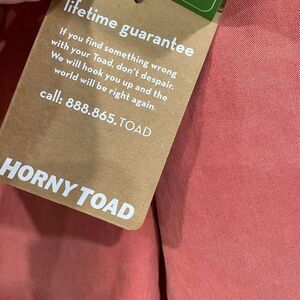 lifetime guarantee
If you find something wrong
with your Toad, don't despair.
We will hook you up and the
world will be right again.
call: 888.865.TOAD
HORNY TOAD